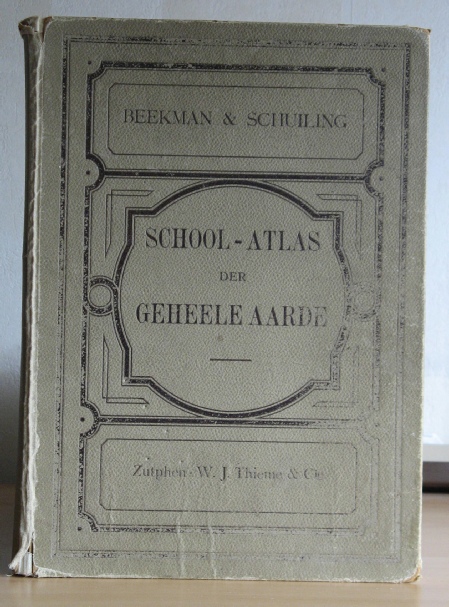 BEEKMAN & SCHUILING
SCHOOL-ATLAS
DER
GEHEELE AARDE
Zutphen - W. J. Thieme & Cie